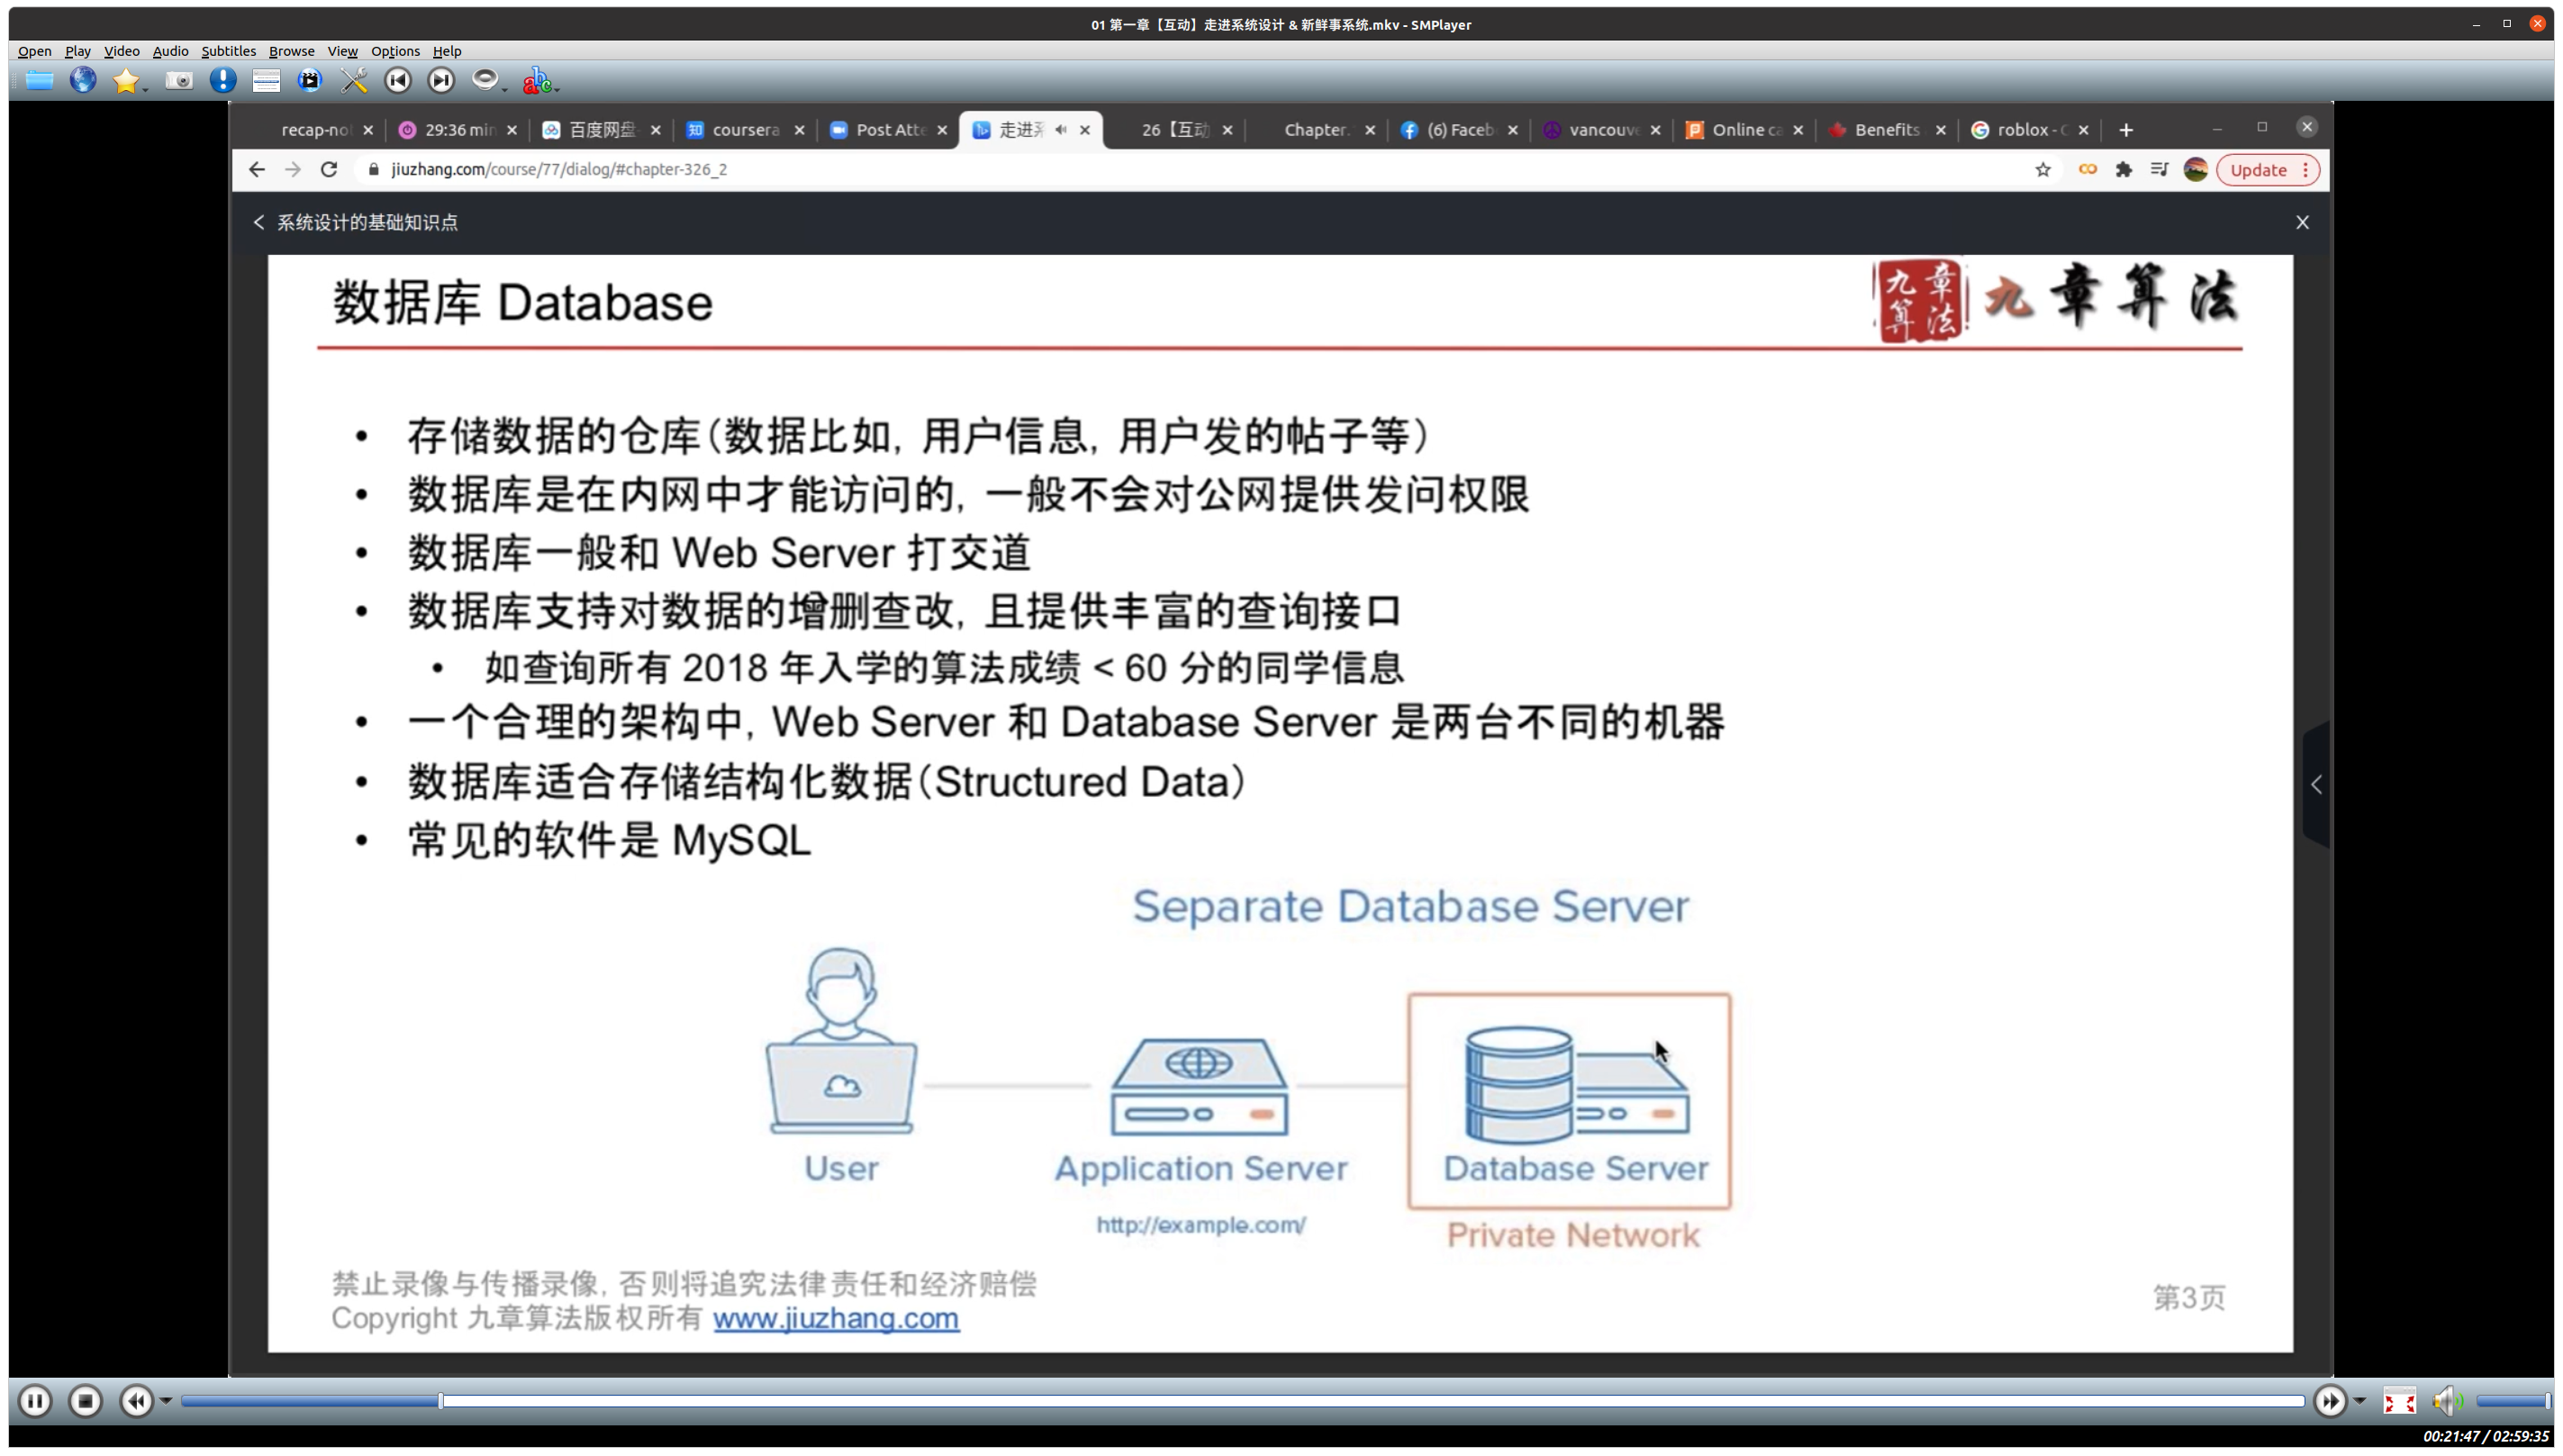 01 第一章【互动】走进系统设计 & 新鲜事系统.mkv - SMPlayer
Open Play Video Audio Subtitles Browse View Options Help
recap-no 29:36 min 百度网盘 coursera Post Atte 走进系 26【互动 Chapter. (6) Faceb vancouve Online ca Benefits roblox -
jiuzhang.com/course/77/dialog/#chapter-326_2 Update
系统设计的基础知识点
数据库 Database
九章算法 九章算法
• 存储数据的仓库(数据比如, 用户信息, 用户发的帖子等)
• 数据库是在内网中才能访问的, 一般不会对公网提供发问权限
• 数据库一般和 Web Server 打交道
• 数据库支持对数据的增删查改, 且提供丰富的查询接口
• 如查询所有 2018 年入学的算法成绩 < 60 分的同学信息
• 一个合理的架构中, Web Server 和 Database Server 是两台不同的机器
• 数据库适合存储结构化数据(Structured Data)
• 常见的软件是 MySQL
Separate Database Server
User Application Server Database Server
http://example.com/ Private Network
禁止录像与传播录像, 否则将追究法律责任和经济赔偿
Copyright 九章算法版权所有 www.jiuzhang.com
第3页
00:21:47 / 02:59:35